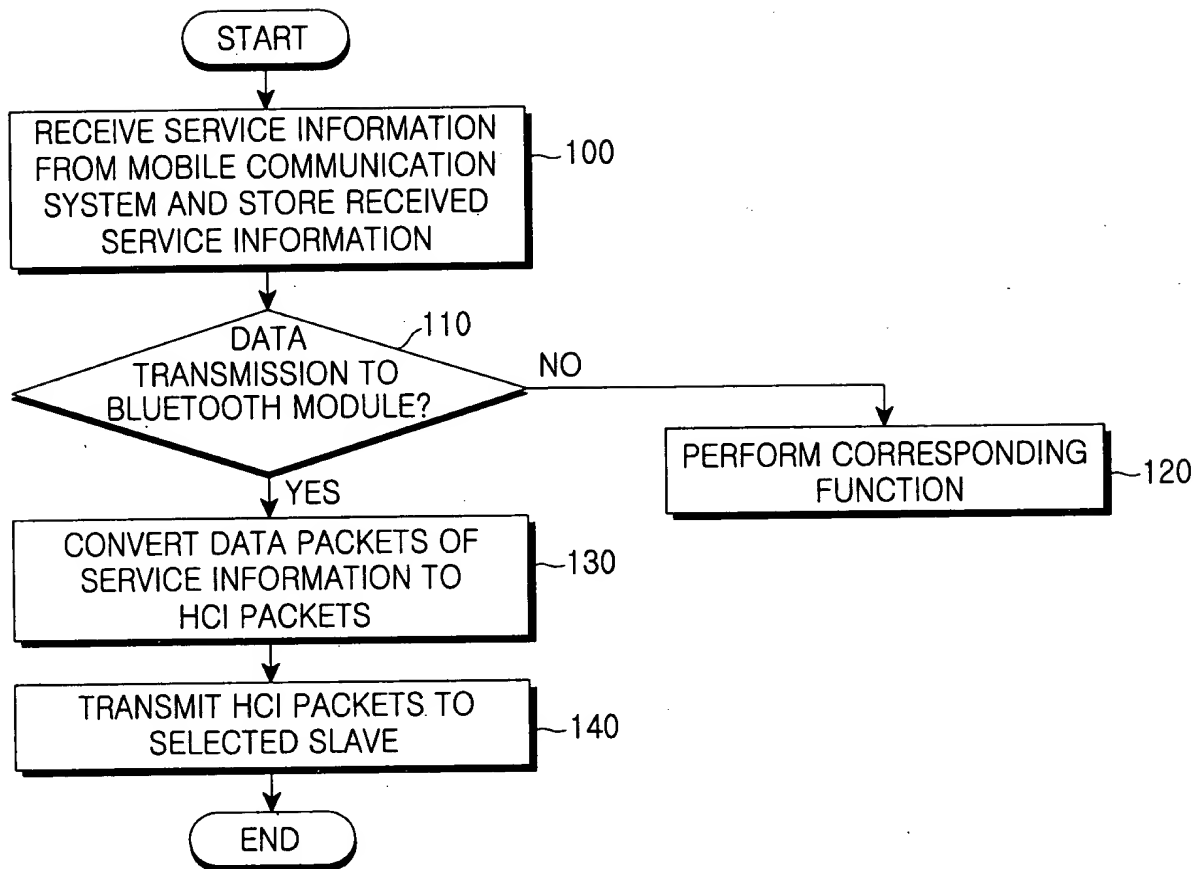 START
RECEIVE SERVICE INFORMATION
FROM MOBILE COMMUNICATION
SYSTEM AND STORE RECEIVED
SERVICE INFORMATION
100
DATA
TRANSMISSION TO
BLUETOOTH MODULE?
110
NO
PERFORM CORRESPONDING
FUNCTION
120
YES
CONVERT DATA PACKETS OF
SERVICE INFORMATION TO
HCI PACKETS
130
TRANSMIT HCI PACKETS TO
SELECTED SLAVE
140
END